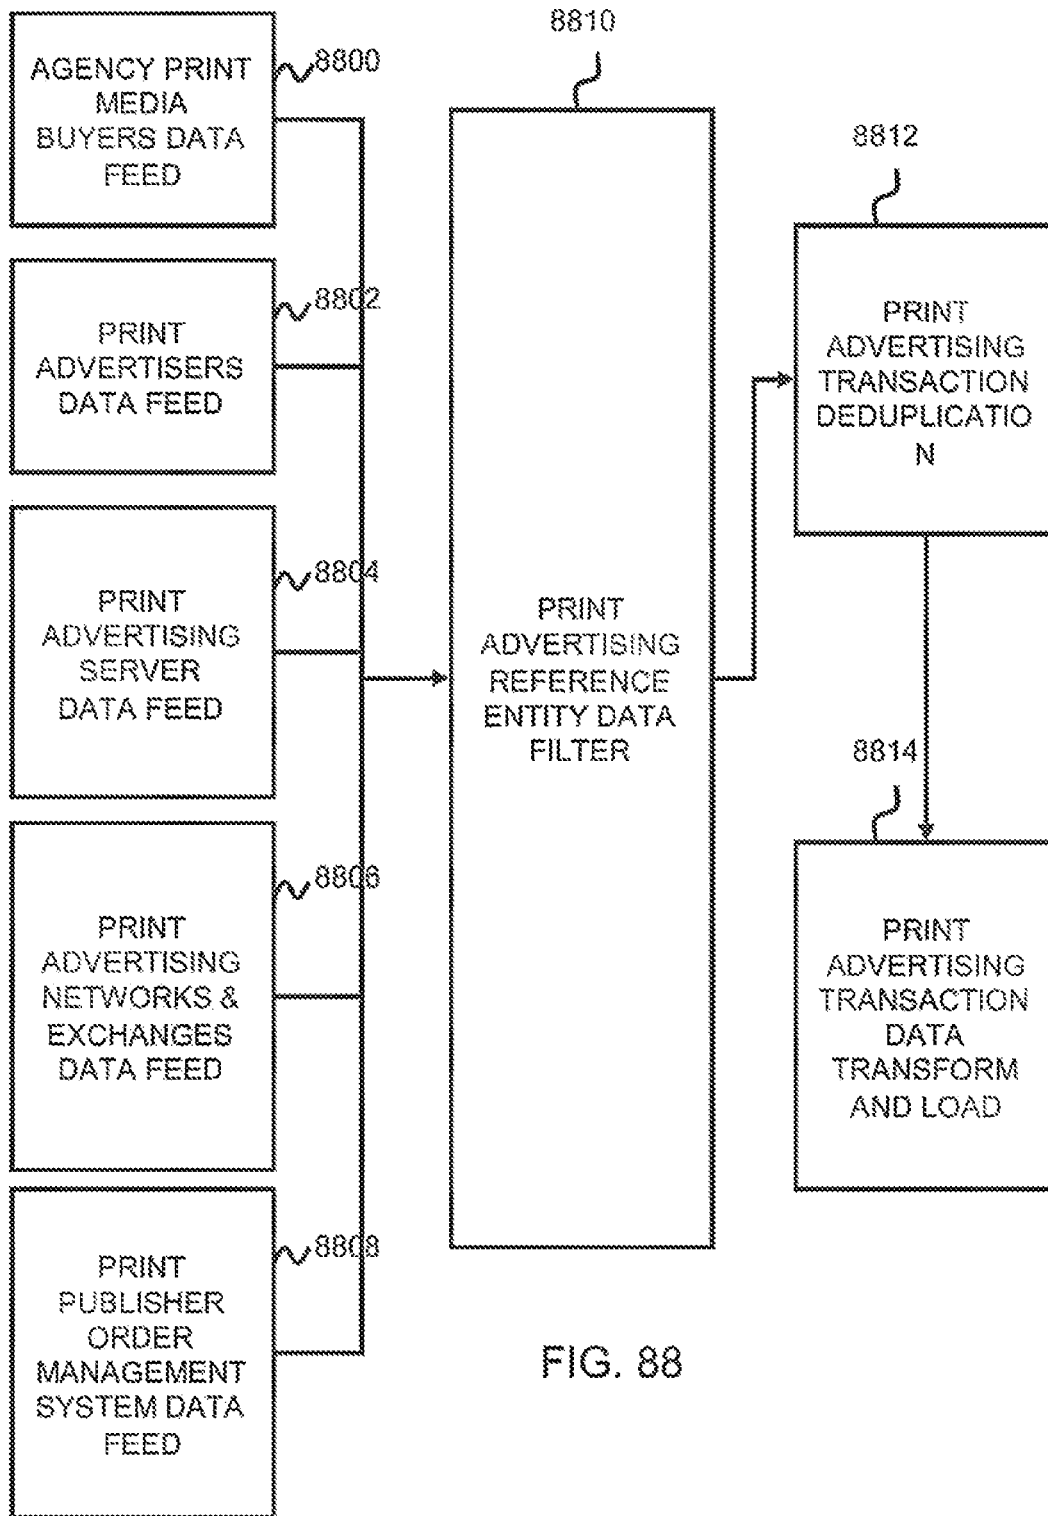 8800
AGENCY PRINT
MEDIA
BUYERS DATA
FEED
8802
PRINT
ADVERTISERS
DATA FEED
8804
PRINT
ADVERTISING
SERVER
DATA FEED
8806
PRINT
ADVERTISING
NETWORKS &
EXCHANGES
DATA FEED
8808
PRINT
PUBLISHER
ORDER
MANAGEMENT
SYSTEM DATA
FEED
8810
PRINT
ADVERTISING
REFERENCE
ENTITY DATA
FILTER
8812
PRINT
ADVERTISING
TRANSACTION
DEDUPLICATIO
N
8814
PRINT
ADVERTISING
TRANSACTION
DATA
TRANSFORM
AND LOAD
FIG. 88